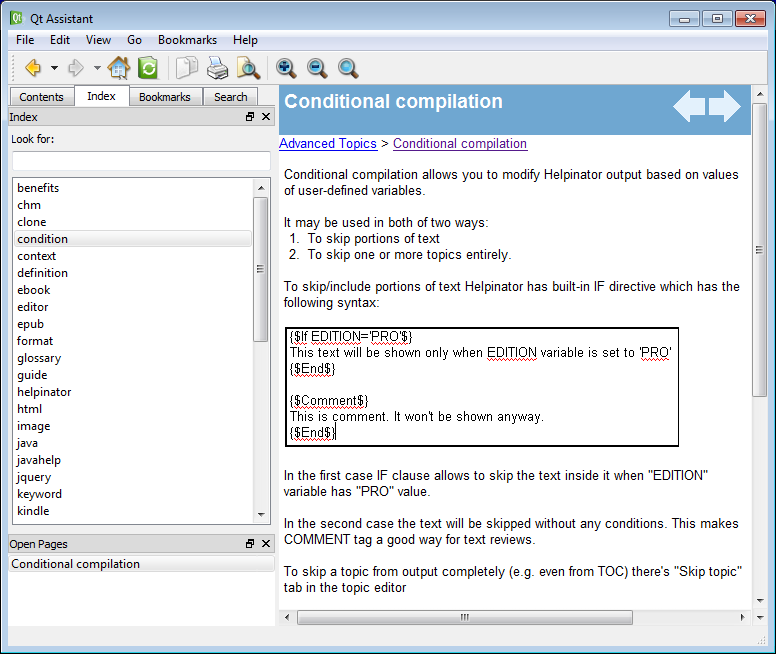 Qt Assistant
File Edit View Go Bookmarks Help
Contents Index Bookmarks Search
Index
Look for:
benefits
chm
clone
condition
context
definition
ebook
editor
epub
format
glossary
guide
helpinator
html
image
java
javahelp
jquery
keyword
kindle
Open Pages
Conditional compilation
Conditional compilation
Advanced Topics > Conditional compilation
Conditional compilation allows you to modify Helpinator output based on values
of user-defined variables.
It may be used in both of two ways:
1. To skip portions of text
2. To skip one or more topics entirely.
To skip/include portions of text Helpinator has built-in IF directive which has the
following syntax:
{$If EDITION='PRO'$}
This text will be shown only when EDITION variable is set to 'PRO'
{$End$}
{$Comment$}
This is comment. It won't be shown anyway.
{$End$}
In the first case IF clause allows to skip the text inside it when "EDITION"
variable has "PRO" value.
In the second case the text will be skipped without any conditions. This makes
COMMENT tag a good way for text reviews.
To skip a topic from output completely (e.g. even from TOC) there's "Skip topic"
tab in the topic editor